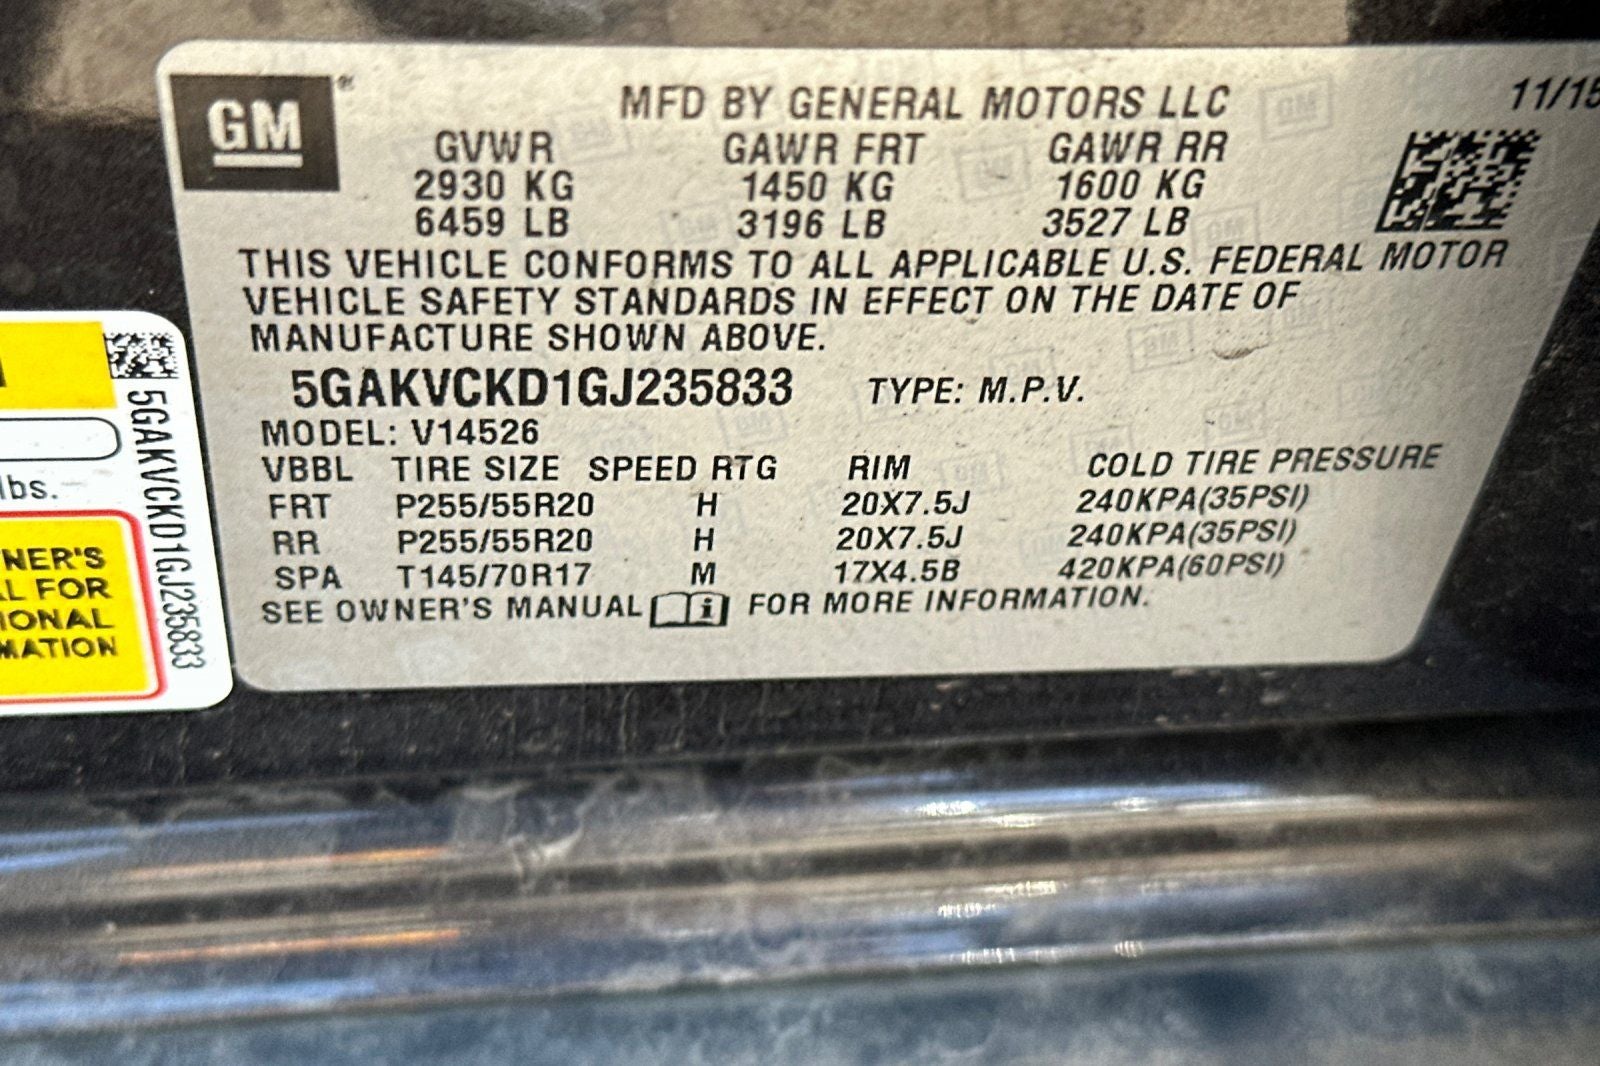 GM
MFD BY GENERAL MOTORS LLC 11/15
GVWR GAWR FRT GAWR RR
2930 KG 1450 KG 1600 KG
6459 LB 3196 LB 3527 LB
THIS VEHICLE CONFORMS TO ALL APPLICABLE U.S. FEDERAL MOTOR
VEHICLE SAFETY STANDARDS IN EFFECT ON THE DATE OF
MANUFACTURE SHOWN ABOVE.
5GAKVCKD1GJ235833 TYPE: M.P.V.
MODEL: V14526
VBBL TIRE SIZE SPEED RTG RIM COLD TIRE PRESSURE
FRT P255/55R20 H 20X7.5J 240KPA(35PSI)
RR P255/55R20 H 20X7.5J 240KPA(35PSI)
SPA T145/70R17 M 17X4.5B 420KPA(60PSI)
SEE OWNER'S MANUAL i FOR MORE INFORMATION.
5GAKVCKD1GJ235833
lbs.
NER'S
L FOR
IONAL
MATION